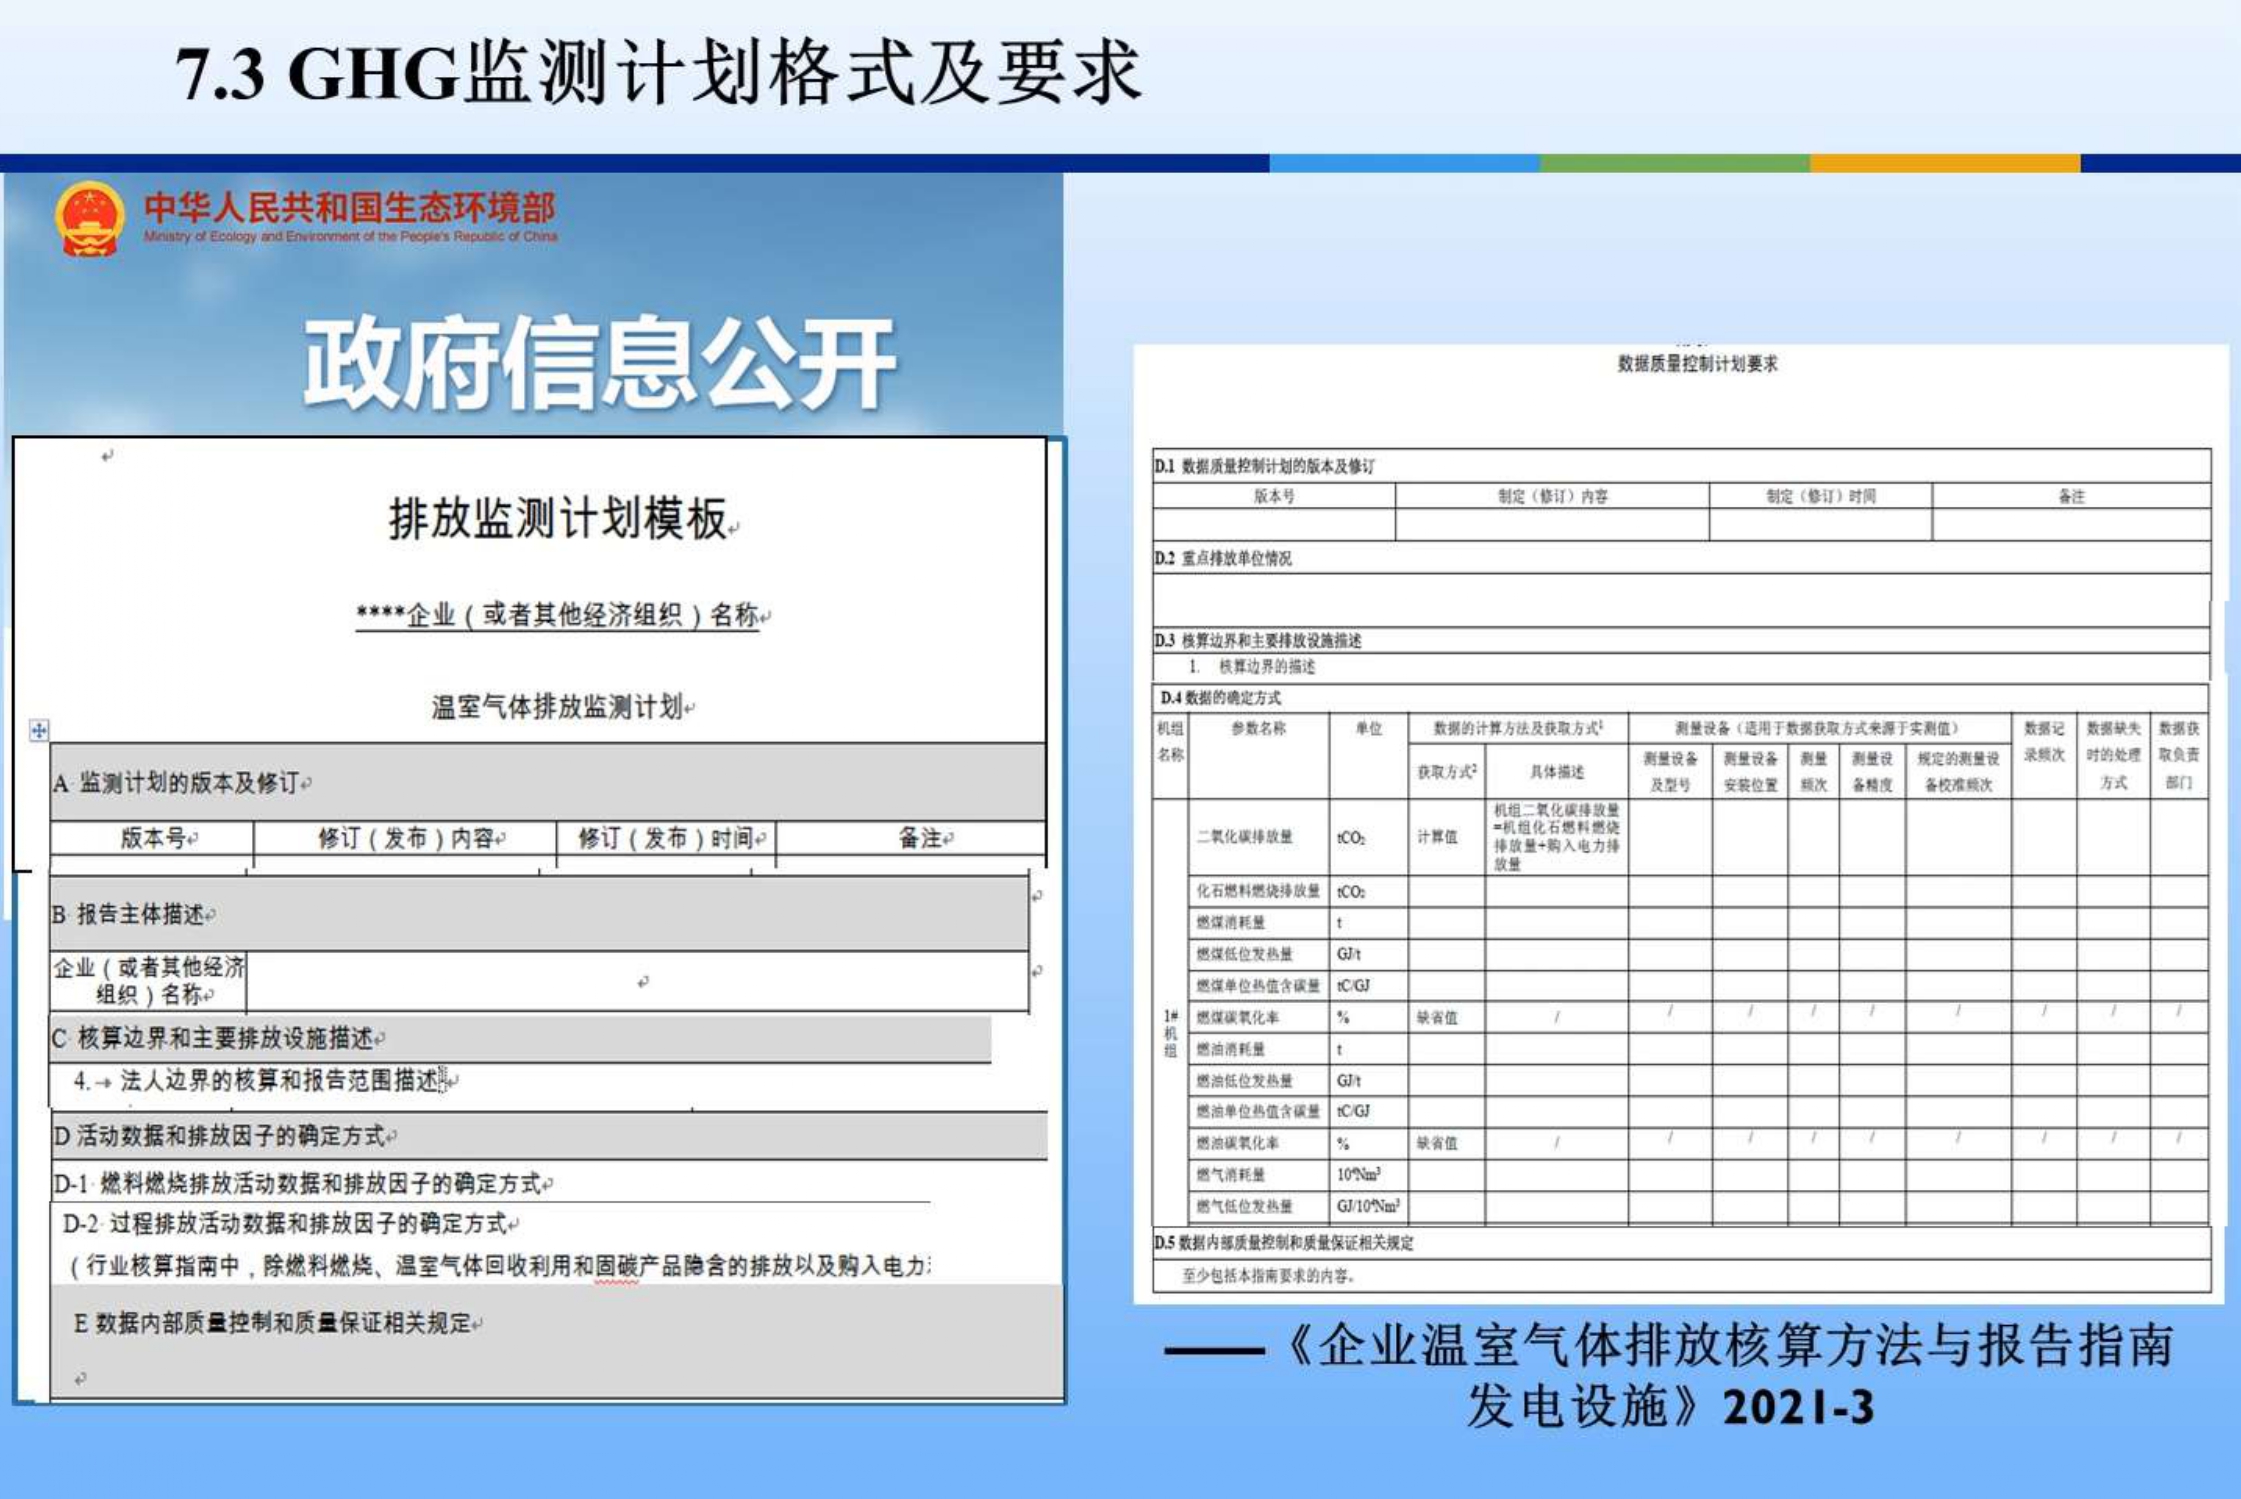 7.3 GHG监测计划格式及要求
中华人民共和国生态环境部
Ministry of Ecology and Environment of the People's Republic of China
政府信息公开
排放监测计划模板
****企业（或者其他经济组织）名称
温室气体排放监测计划
A 监测计划的版本及修订
版本号 修订（发布）内容 修订（发布）时间 备注
B 报告主体描述
企业（或者其他经济
组织）名称
C 核算边界和主要排放设施描述
4.→ 法人边界的核算和报告范围描述
D 活动数据和排放因子的确定方式
D-1 燃料燃烧排放活动数据和排放因子的确定方式
D-2 过程排放活动数据和排放因子的确定方式
（行业核算指南中，除燃料燃烧、温室气体回收利用和固碳产品隐含的排放以及购入电力
E 数据内部质量控制和质量保证相关规定
数据质量控制计划要求
D.1 数据质量控制计划的版本及修订
版本号 制定（修订）内容 制定（修订）时间 备注
D.2 重点排放单位情况
D.3 核算边界和主要排放设施描述
1. 核算边界的描述
D.4 数据的确定方式
机组 参数名称 单位 数据的计算方法及获取方式1 测量设备（适用于数据获取方式来源于实测值） 数据记 数据缺失 数据获
名称 获取方式2 具体描述 测量设备 测量设备 测量 测量设 规定的测量设 录频次 时的处理 取负责
及型号 安装位置 频次 备精度 备校准频次 方式 部门
二氧化碳排放量 tCO2 计算值 机组二氧化碳排放量
=机组化石燃料燃烧
排放量+购入电力排
放量
化石燃料燃烧排放量 tCO2
燃煤消耗量 t
燃煤低位发热量 GJ/t
燃煤单位热值含碳量 tC/GJ
1#
机
组
燃煤碳氧化率 % 缺省值 / / / / / / / / /
燃油消耗量 t
燃油低位发热量 GJ/t
燃油单位热值含碳量 tC/GJ
燃油碳氧化率 % 缺省值 / / / / / / / / /
燃气消耗量 10⁴Nm³
燃气低位发热量 GJ/10⁴Nm³
D.5 数据内部质量控制和质量保证相关规定
至少包括本指南要求的内容。
——《企业温室气体排放核算方法与报告指南
发电设施》2021-3